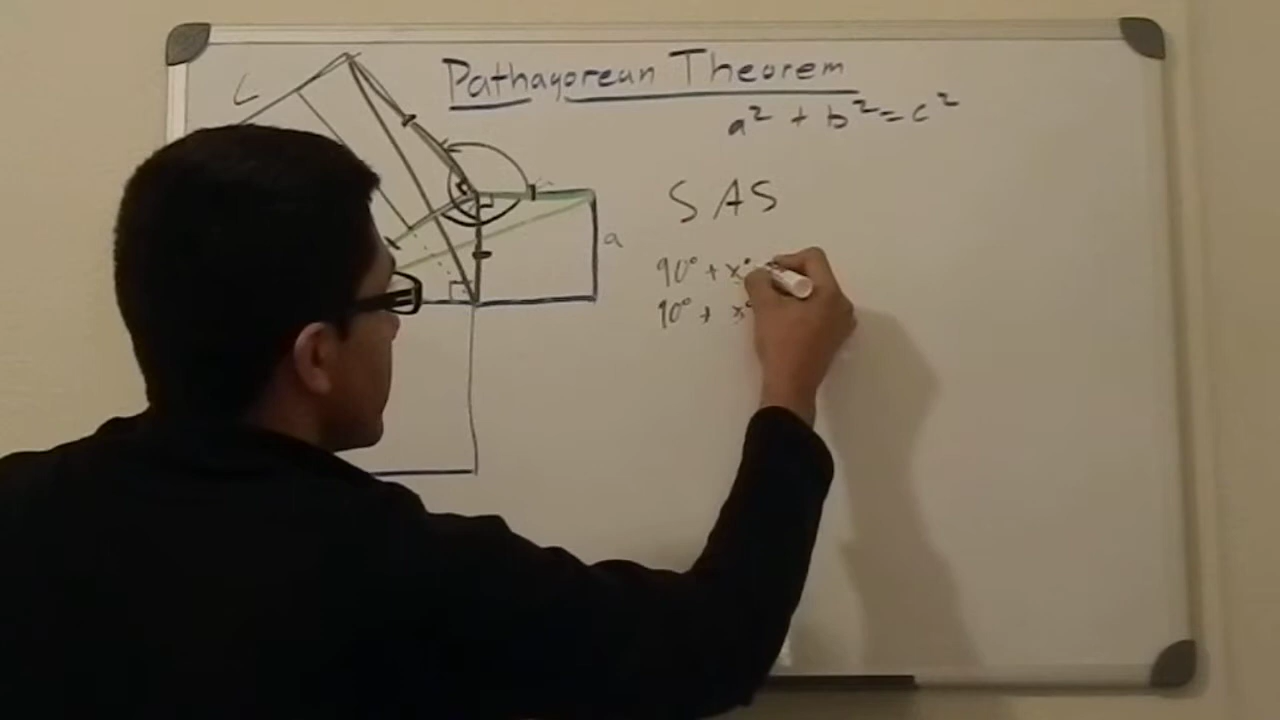 Pathagorean Theorem
a² + b² = c²
C
SAS
a
90° + x°
90° + x°